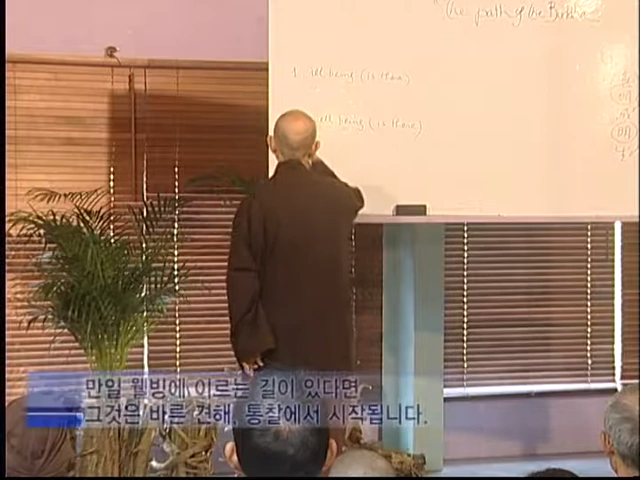 "the path of the Buddha
1. ill being (is there)
ill being (is there)
만일 웰빙에 이르는 길이 있다면
그것은 바른 견해, 통찰에서 시작됩니다.